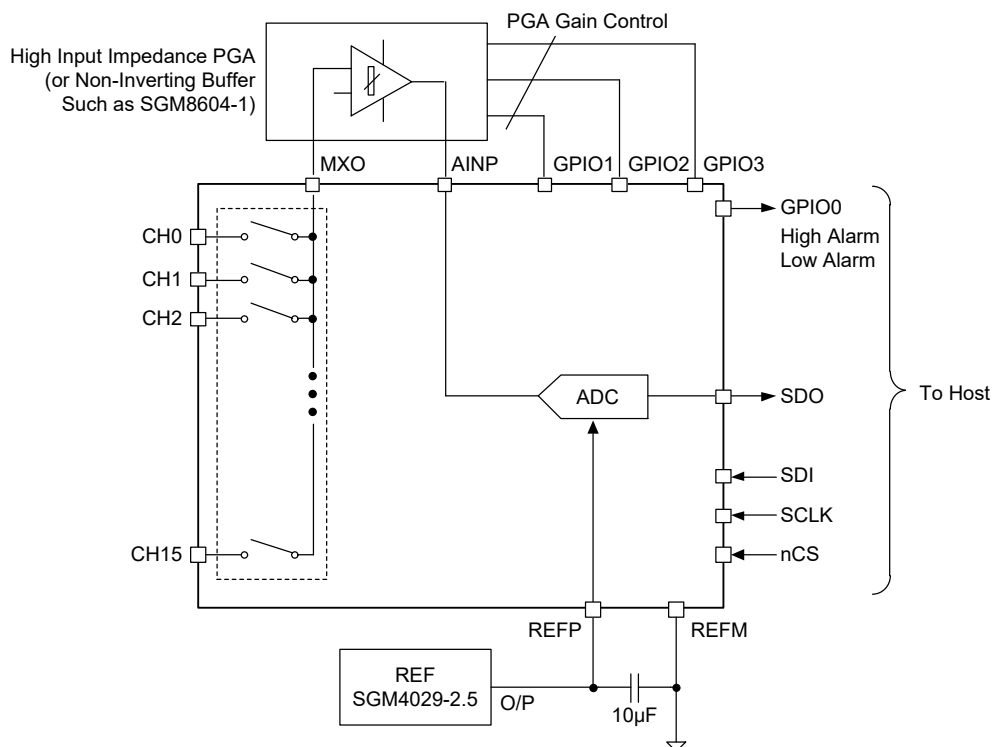 PGA Gain Control
High Input Impedance PGA
(or Non-Inverting Buffer
Such as SGM8604-1)
MXO
AINP
GPIO1
GPIO2
GPIO3
CH0
CH1
CH2
CH15
GPIO0
High Alarm
Low Alarm
ADC
SDO
To Host
SDI
SCLK
nCS
REFP
REFM
REF
SGM4029-2.5
O/P
10μF